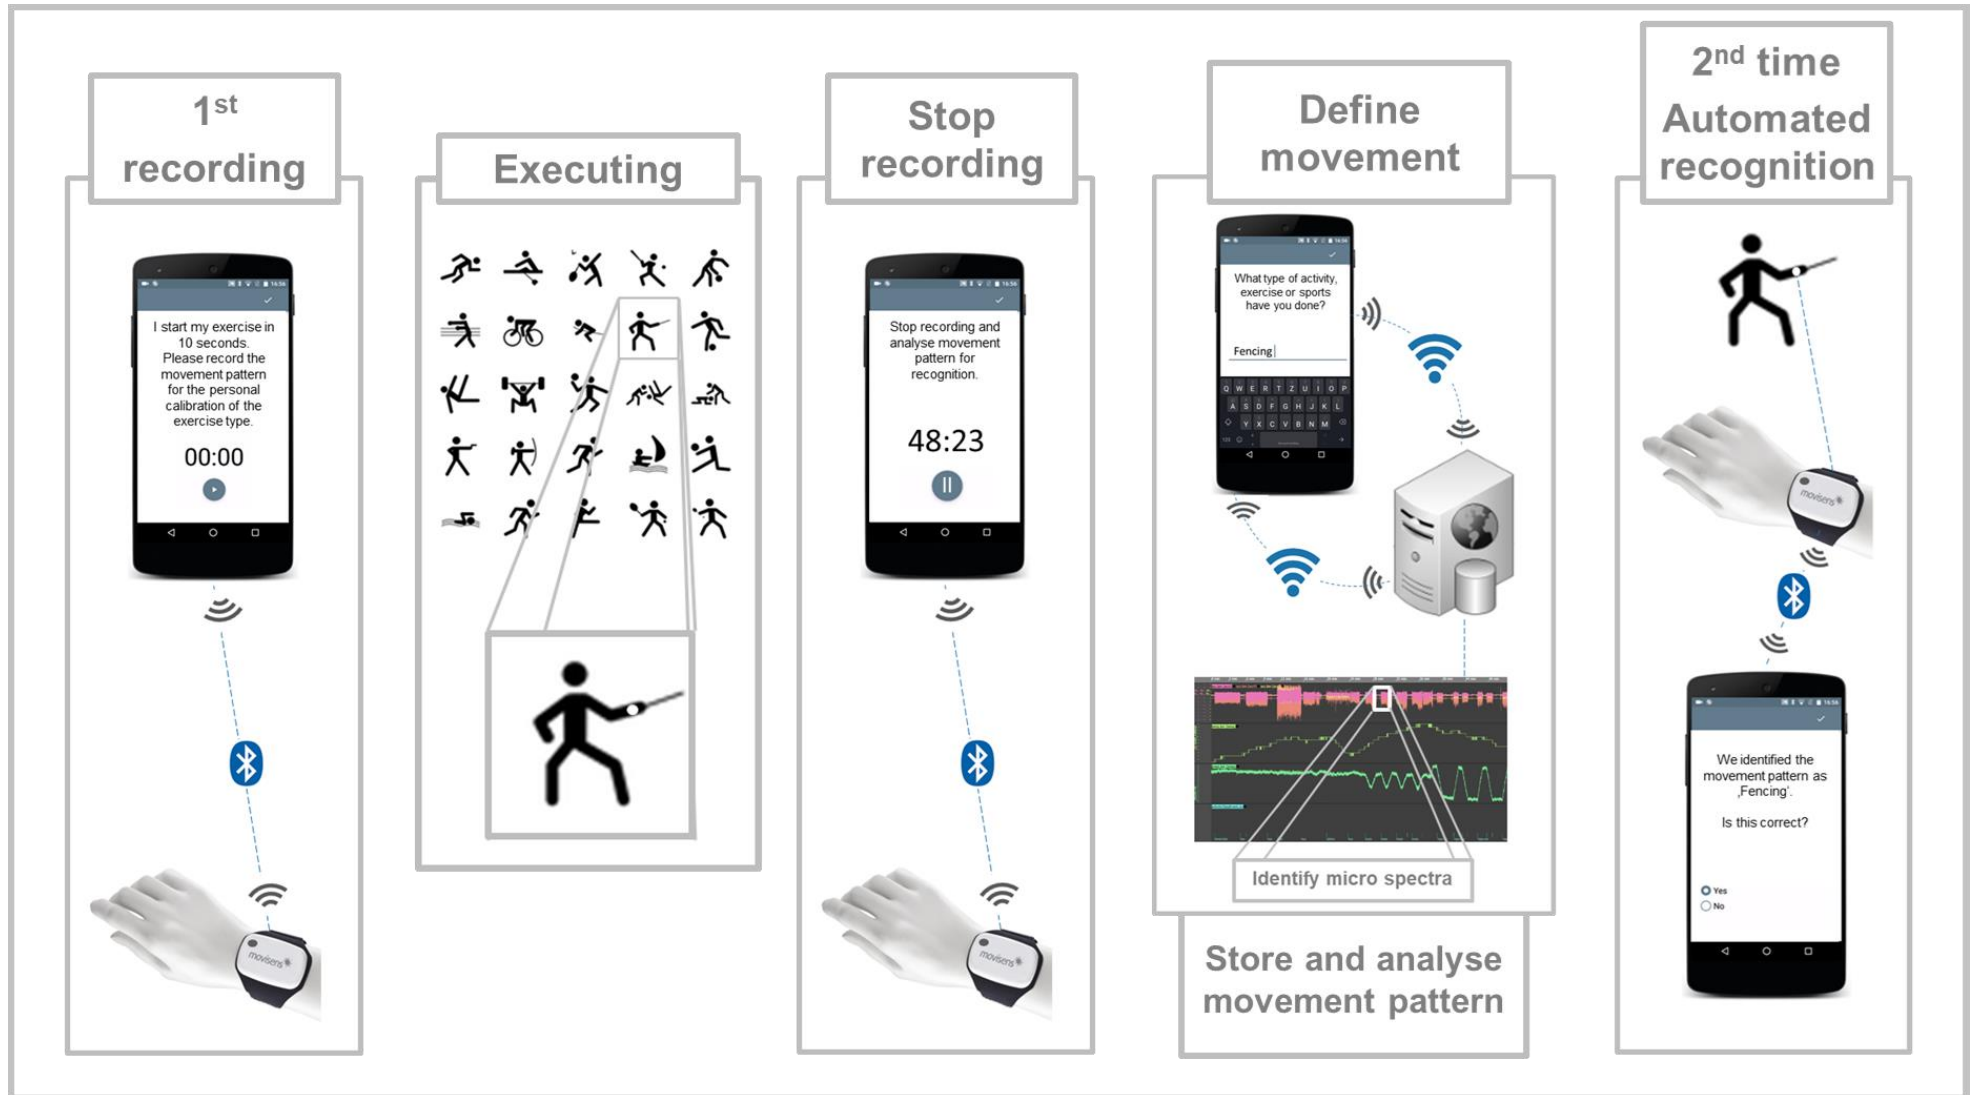 1st
recording
I start my exercise in
10 seconds.
Please record the
movement pattern
for the personal
calibration of the
exercise type.
00:00
movisens
Executing
Stop
recording
Stop recording and
analyse movement
pattern for
recognition.
48:23
movisens
Define
movement
What type of activity,
exercise or sports
have you done?
Fencing
Q W E R T Z U I O P
A S D F G H J K L
Y X C V B N M
Identify micro spectra
Store and analyse
movement pattern
2nd time
Automated
recognition
movisens
We identified the
movement pattern as
‚Fencing‘.
Is this correct?
Yes
No